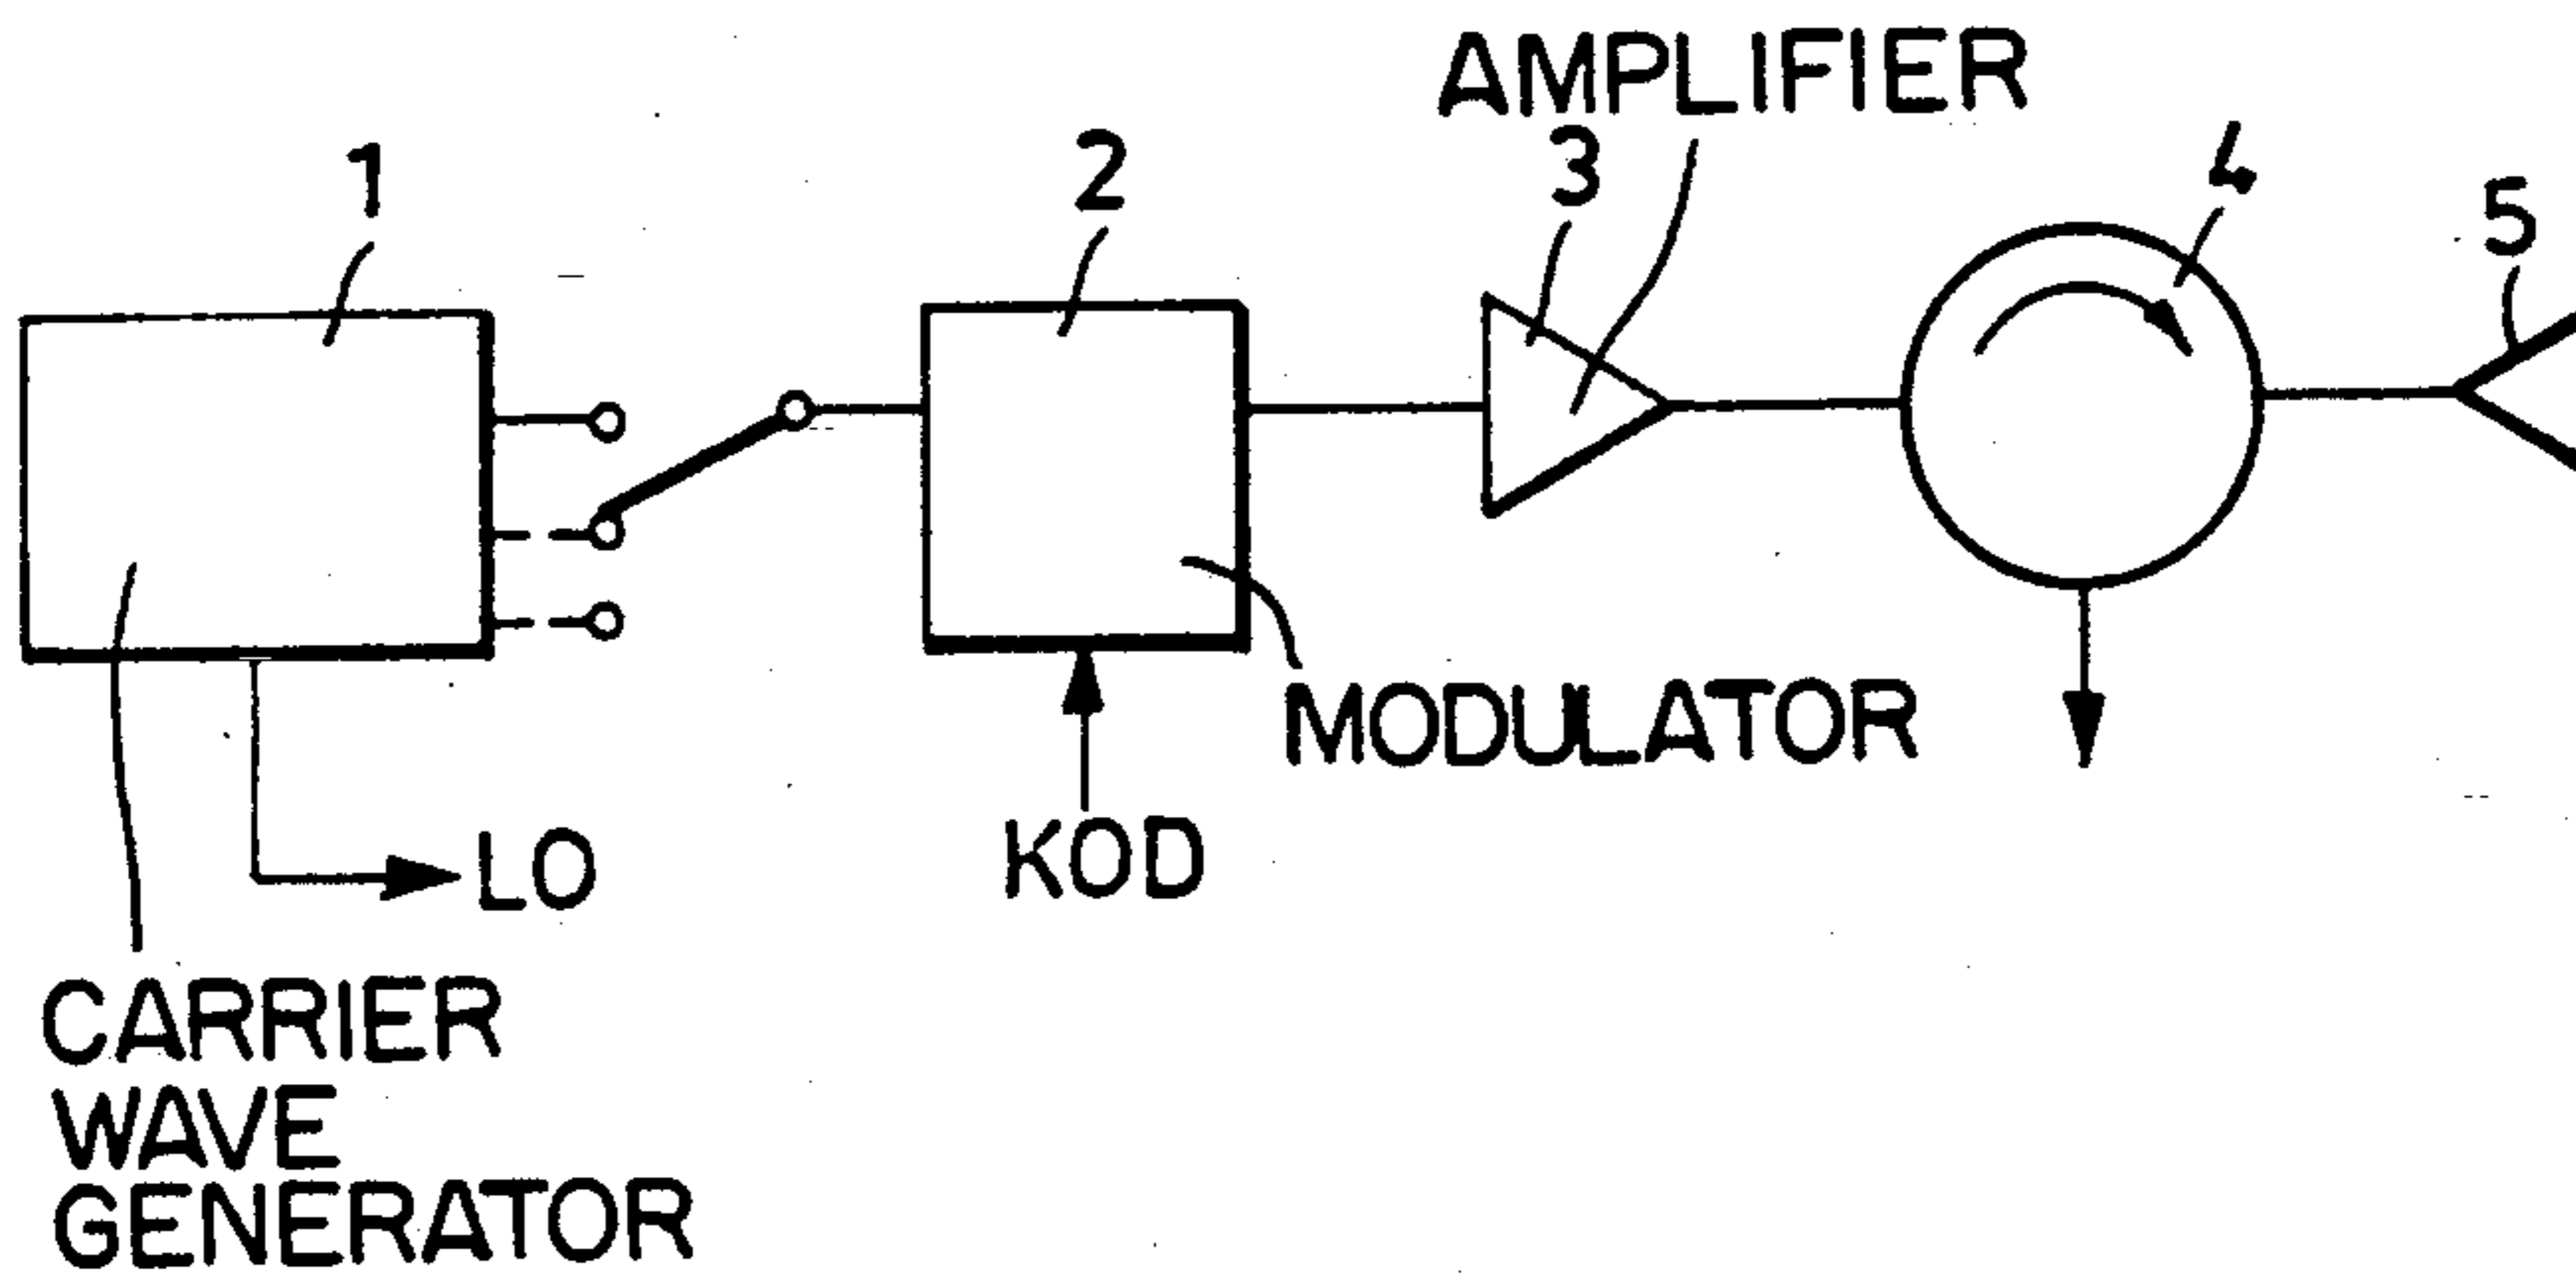 AMPLIFIER
1
2
3
4
5
MODULATOR
KOD
LO
CARRIER
WAVE
GENERATOR